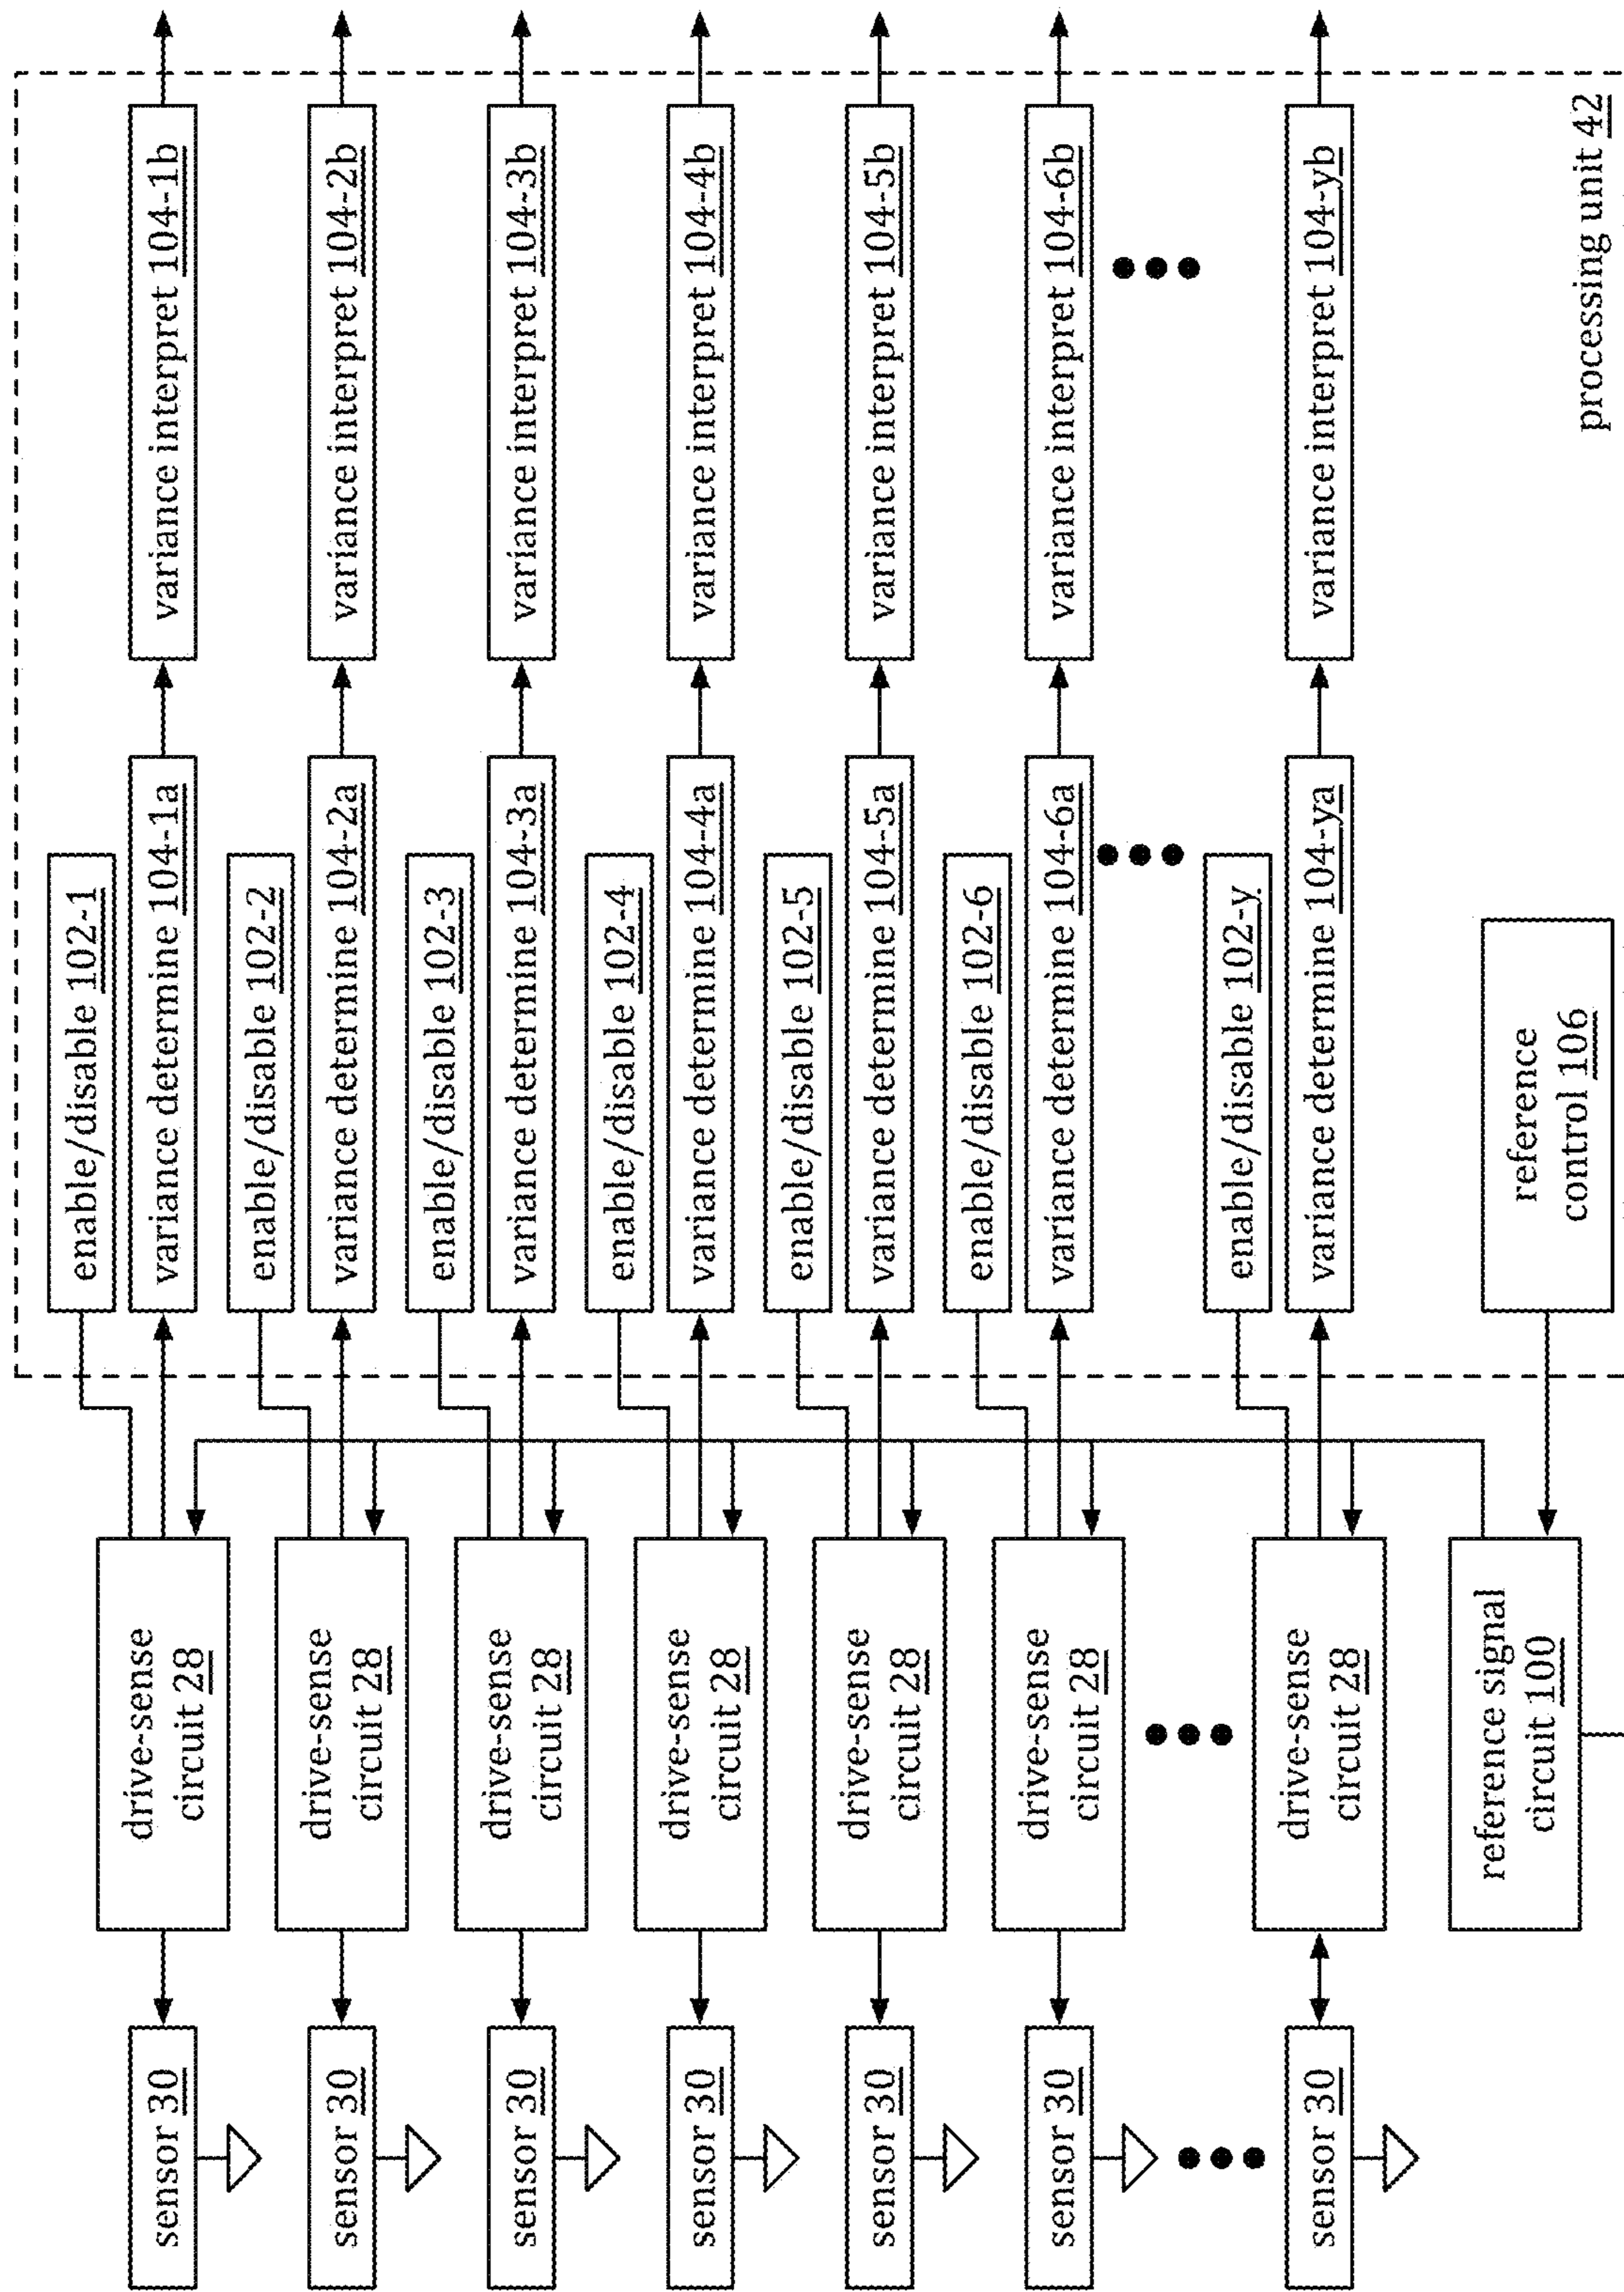 enable/disable 102-1
sensor 30
drive-sense
circuit 28
variance determine 104-1a
variance interpret 104-1b
enable/disable 102-2
sensor 30
drive-sense
circuit 28
variance determine 104-2a
variance interpret 104-2b
enable/disable 102-3
sensor 30
drive-sense
circuit 28
variance determine 104-3a
variance interpret 104-3b
enable/disable 102-4
sensor 30
drive-sense
circuit 28
variance determine 104-4a
variance interpret 104-4b
enable/disable 102-5
sensor 30
drive-sense
circuit 28
variance determine 104-5a
variance interpret 104-5b
enable/disable 102-6
sensor 30
drive-sense
circuit 28
variance determine 104-6a
variance interpret 104-6b
enable/disable 102-y
sensor 30
drive-sense
circuit 28
variance determine 104-ya
variance interpret 104-yb
reference signal
circuit 100
reference
control 106
processing unit 42